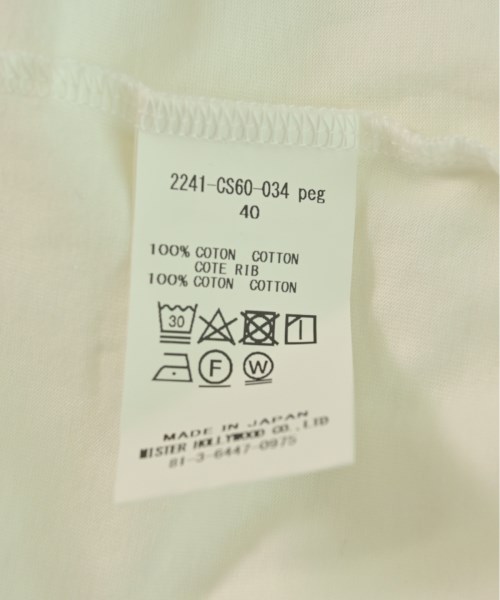 2241-CS60-034 peg
40
100% COTON COTTON
COTE RIB
100% COTON COTTON
30
F
W
MADE IN JAPAN
MISTER HOLLYWOOD CO.,LTD
81-3-6447-0975